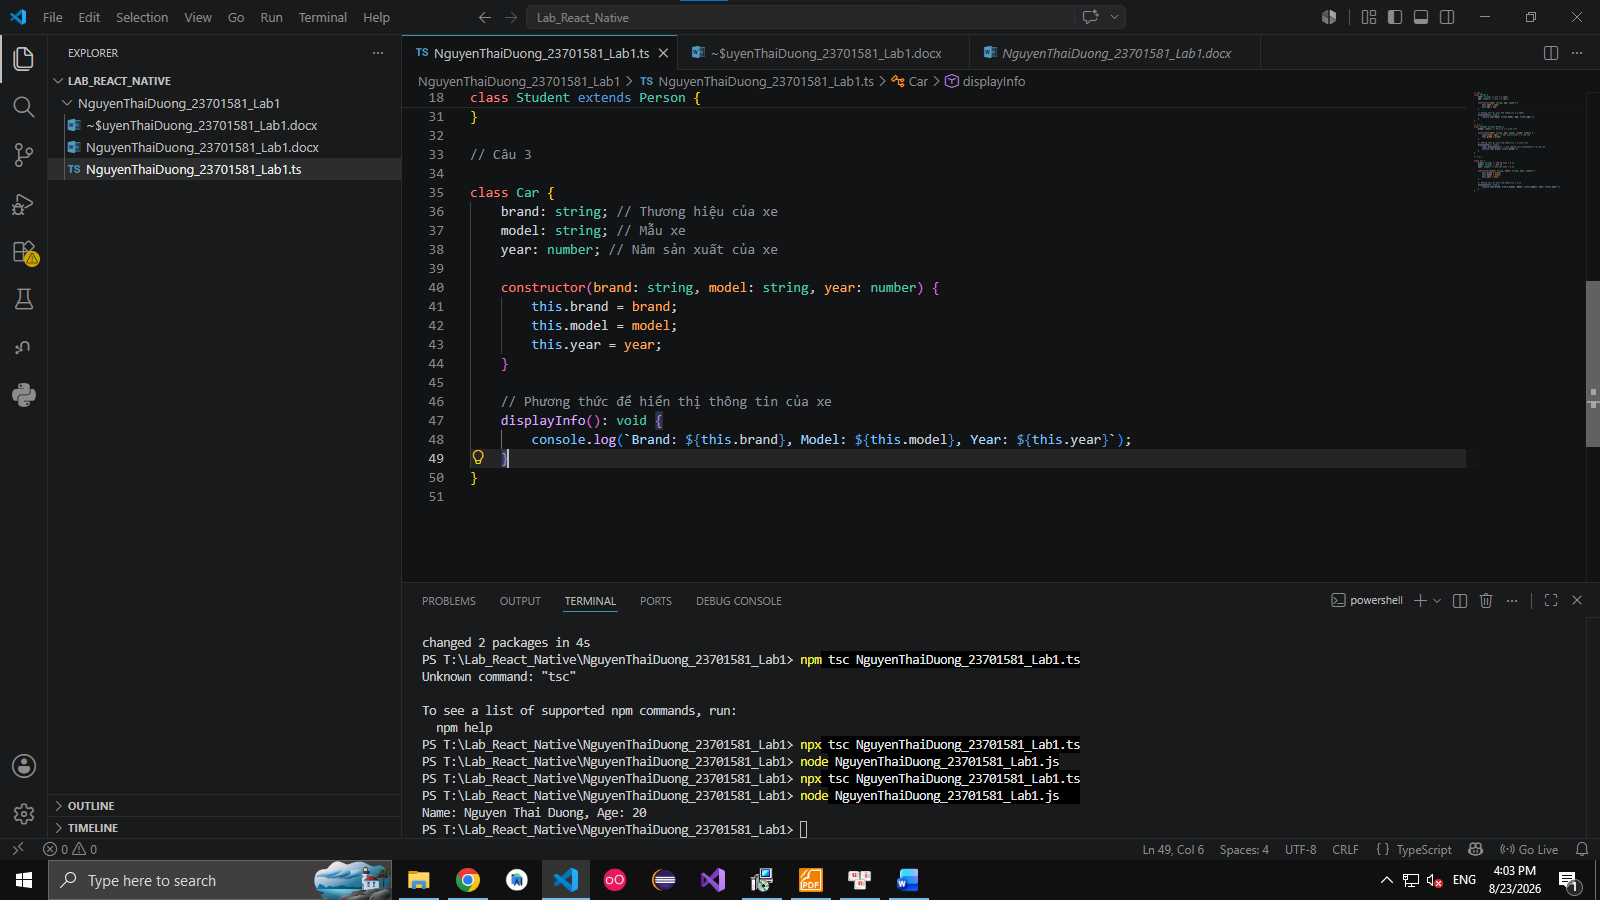 File Edit Selection View Go Run Terminal Help
Lab_React_Native
EXPLORER
LAB_REACT_NATIVE
NguyenThaiDuong_23701581_Lab1
~$uyenThaiDuong_23701581_Lab1.docx
NguyenThaiDuong_23701581_Lab1.docx
TS NguyenThaiDuong_23701581_Lab1.ts
OUTLINE
TIMELINE
TS NguyenThaiDuong_23701581_Lab1.ts ~$uyenThaiDuong_23701581_Lab1.docx NguyenThaiDuong_23701581_Lab1.docx
NguyenThaiDuong_23701581_Lab1 > TS NguyenThaiDuong_23701581_Lab1.ts > Car > displayInfo
18 class Student extends Person {
31 }
32
33 // Câu 3
34
35 class Car {
36 brand: string; // Thương hiệu của xe
37 model: string; // Mẫu xe
38 year: number; // Năm sản xuất của xe
39
40 constructor(brand: string, model: string, year: number) {
41 this.brand = brand;
42 this.model = model;
43 this.year = year;
44 }
45
46 // Phương thức để hiển thị thông tin của xe
47 displayInfo(): void {
48 console.log(`Brand: ${this.brand}, Model: ${this.model}, Year: ${this.year}`);
49 }
50 }
51
PROBLEMS OUTPUT TERMINAL PORTS DEBUG CONSOLE
powershell
changed 2 packages in 4s
PS T:\Lab_React_Native\NguyenThaiDuong_23701581_Lab1> npm tsc NguyenThaiDuong_23701581_Lab1.ts
Unknown command: "tsc"
To see a list of supported npm commands, run:
npm help
PS T:\Lab_React_Native\NguyenThaiDuong_23701581_Lab1> npx tsc NguyenThaiDuong_23701581_Lab1.ts
PS T:\Lab_React_Native\NguyenThaiDuong_23701581_Lab1> node NguyenThaiDuong_23701581_Lab1.js
PS T:\Lab_React_Native\NguyenThaiDuong_23701581_Lab1> npx tsc NguyenThaiDuong_23701581_Lab1.ts
PS T:\Lab_React_Native\NguyenThaiDuong_23701581_Lab1> node NguyenThaiDuong_23701581_Lab1.js
Name: Nguyen Thai Duong, Age: 20
PS T:\Lab_React_Native\NguyenThaiDuong_23701581_Lab1>
0 0 Ln 49, Col 6 Spaces: 4 UTF-8 CRLF {} TypeScript Go Live
Type here to search
ENG
4:03 PM
8/23/2026
1